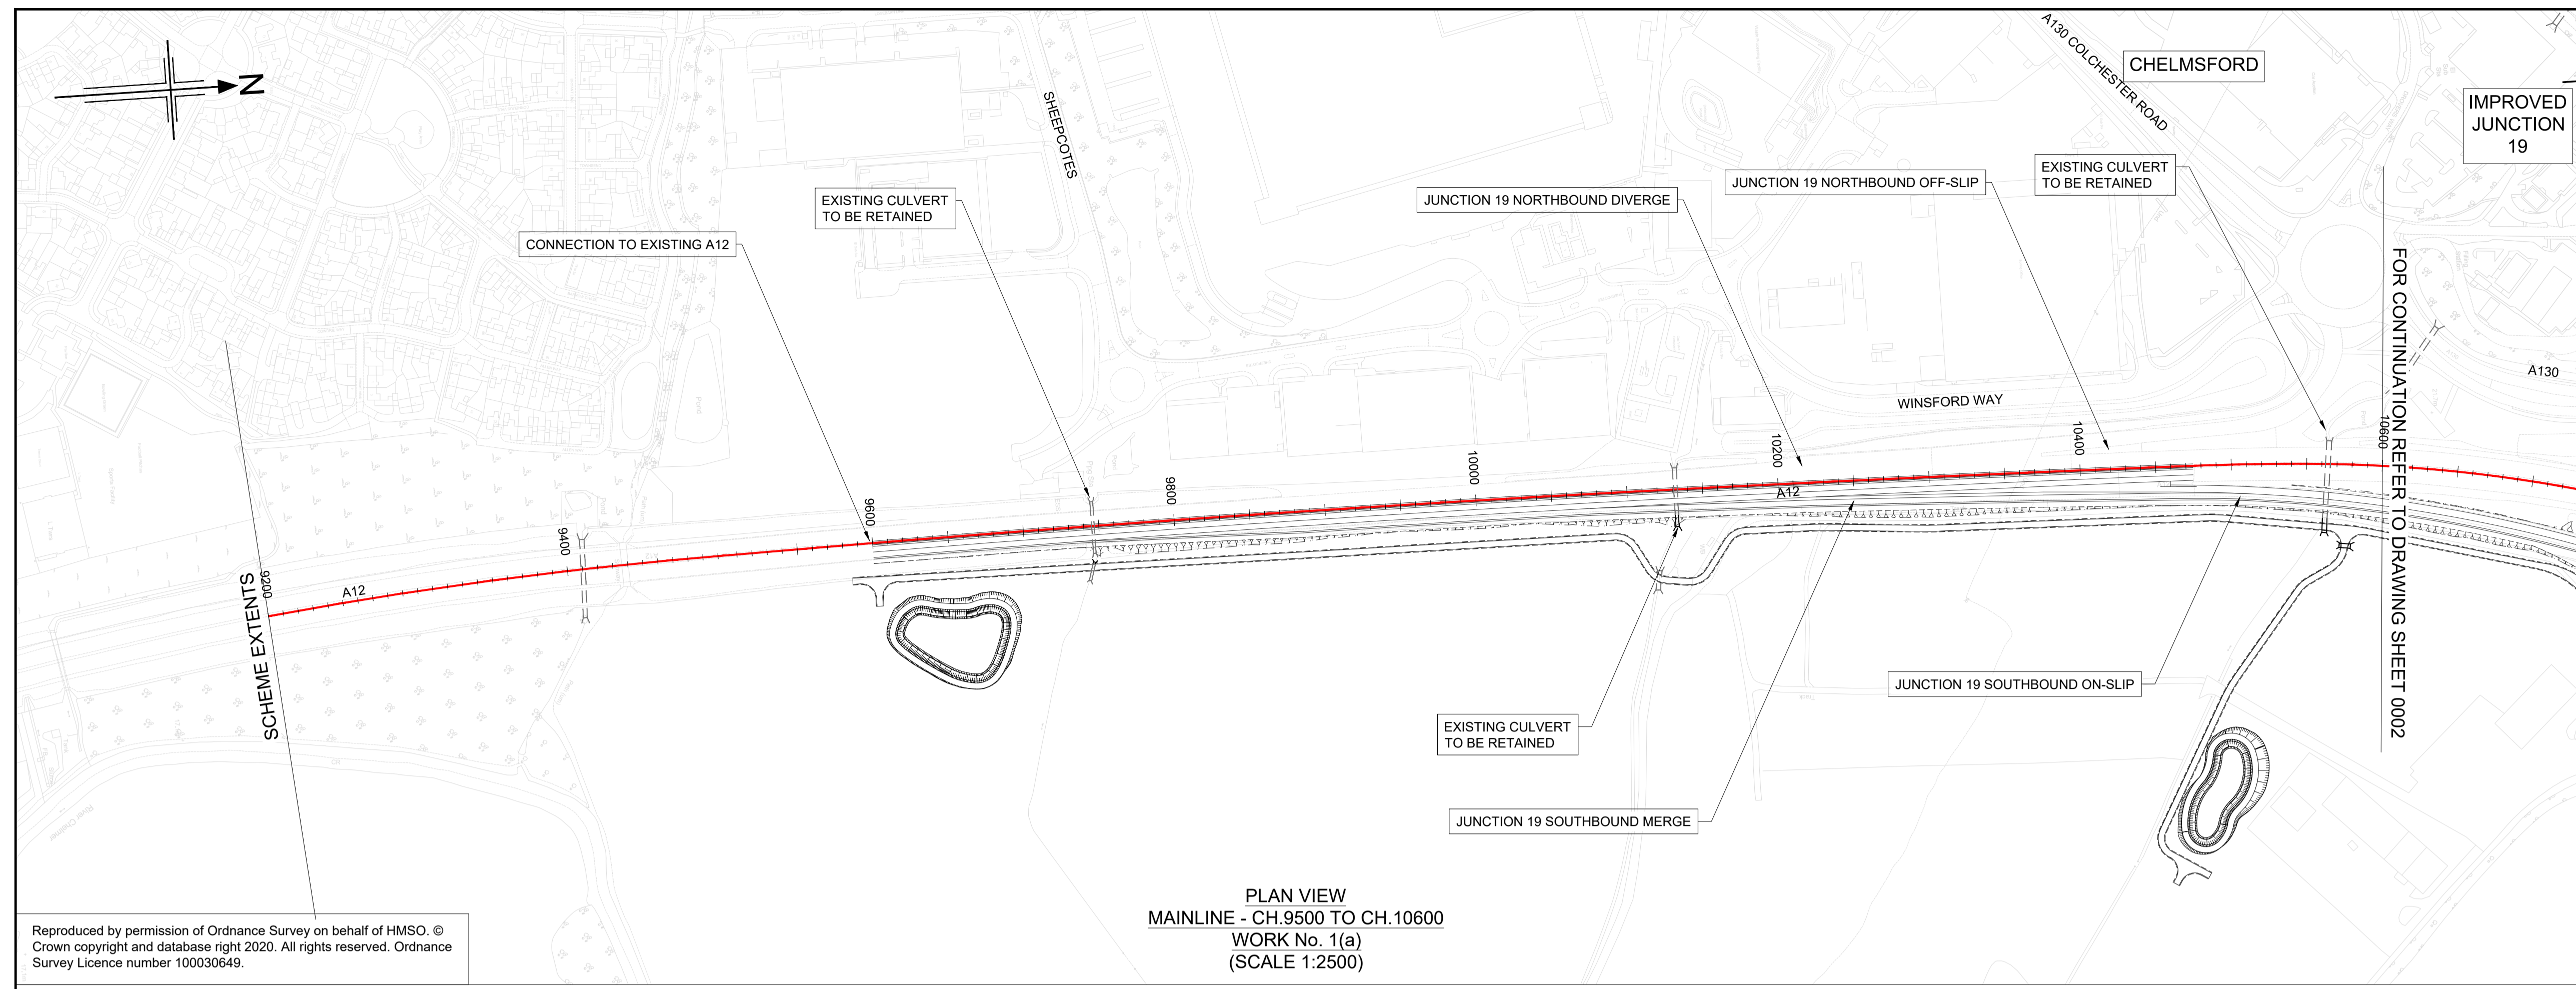 N
SHEEPCOTES
A130 COLCHESTER ROAD
CHELMSFORD
IMPROVED
JUNCTION
19
EXISTING CULVERT
TO BE RETAINED
JUNCTION 19 NORTHBOUND DIVERGE
JUNCTION 19 NORTHBOUND OFF-SLIP
EXISTING CULVERT
TO BE RETAINED
CONNECTION TO EXISTING A12
FOR CONTINUATION REFER TO DRAWING SHEET 0002
A130
WINSFORD WAY
9200
9400
9600
9800
10000
10200
10400
10600
A12
A12
SCHEME EXTENTS
Pond
Pond
River Chelmer
Track
JUNCTION 19 SOUTHBOUND ON-SLIP
EXISTING CULVERT
TO BE RETAINED
JUNCTION 19 SOUTHBOUND MERGE
PLAN VIEW
MAINLINE - CH.9500 TO CH.10600
WORK No. 1(a)
(SCALE 1:2500)
Reproduced by permission of Ordnance Survey on behalf of HMSO. ©
Crown copyright and database right 2020. All rights reserved. Ordnance
Survey Licence number 100030649.